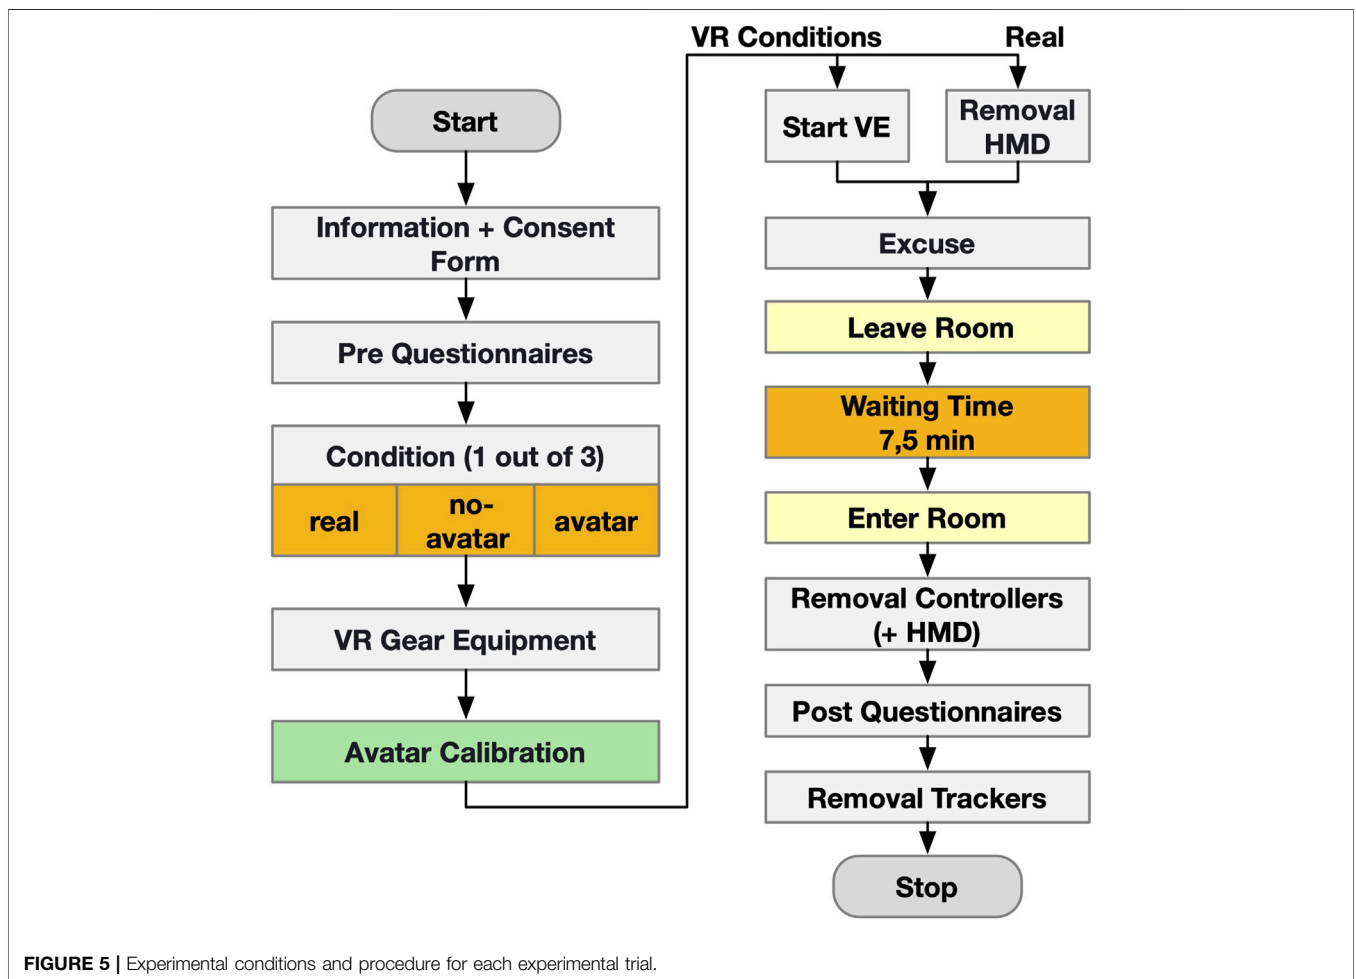 Start
Information + Consent
Form
Pre Questionnaires
Condition (1 out of 3)
real
no-
avatar
avatar
VR Gear Equipment
Avatar Calibration
VR Conditions
Real
Start VE
Removal
HMD
Excuse
Leave Room
Waiting Time
7,5 min
Enter Room
Removal Controllers
(+ HMD)
Post Questionnaires
Removal Trackers
Stop
FIGURE 5 | Experimental conditions and procedure for each experimental trial.